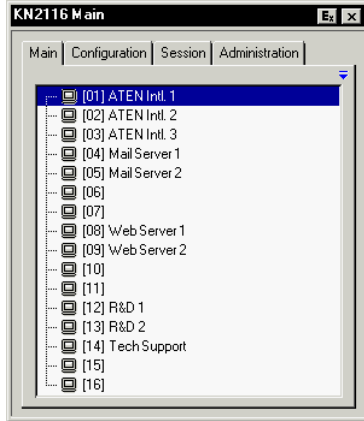 KN2116 Main Ex x
Main Configuration Session Administration
[01] ATEN Intl. 1
[02] ATEN Intl. 2
[03] ATEN Intl. 3
[04] Mail Server 1
[05] Mail Server 2
[06]
[07]
[08] Web Server 1
[09] Web Server 2
[10]
[11]
[12] R&D 1
[13] R&D 2
[14] Tech Support
[15]
[16]